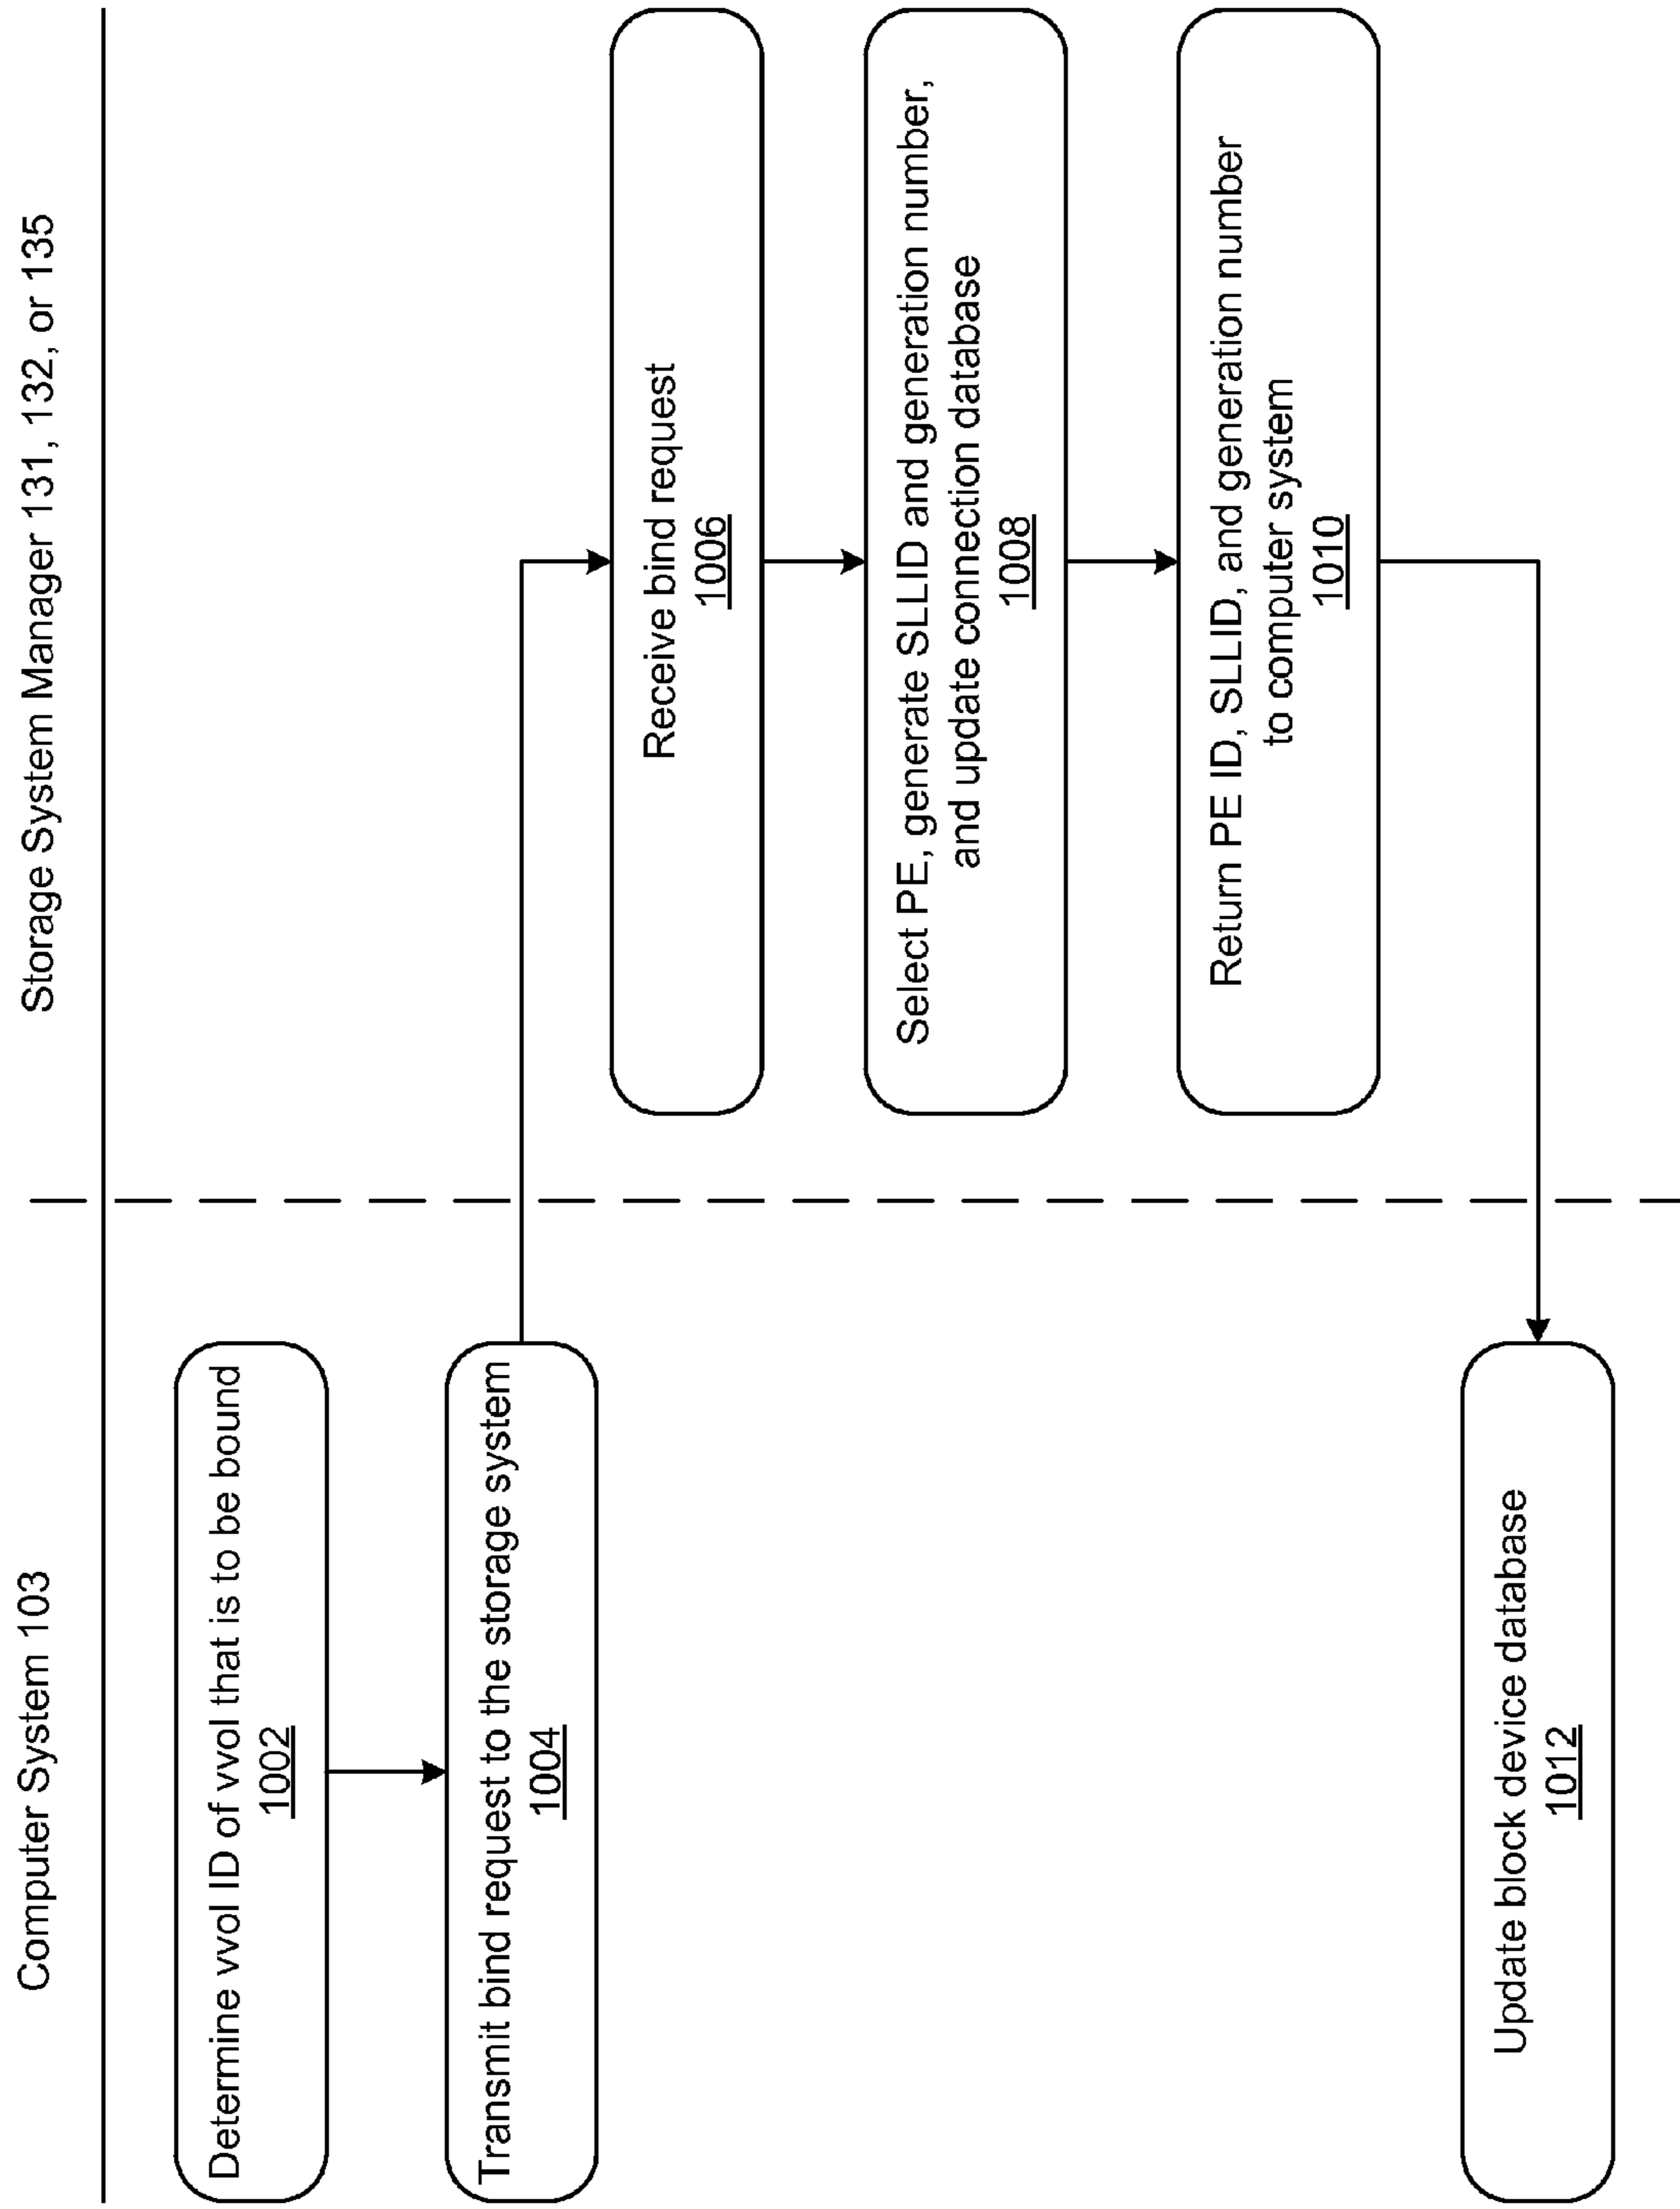 Computer System 103
Storage System Manager 131, 132, or 135
Determine vvol ID of vvol that is to be bound
1002
Transmit bind request to the storage system
1004
Receive bind request
1006
Select PE, generate SLLID and generation number,
and update connection database
1008
Return PE ID, SLLID, and generation number
to computer system
1010
Update block device database
1012